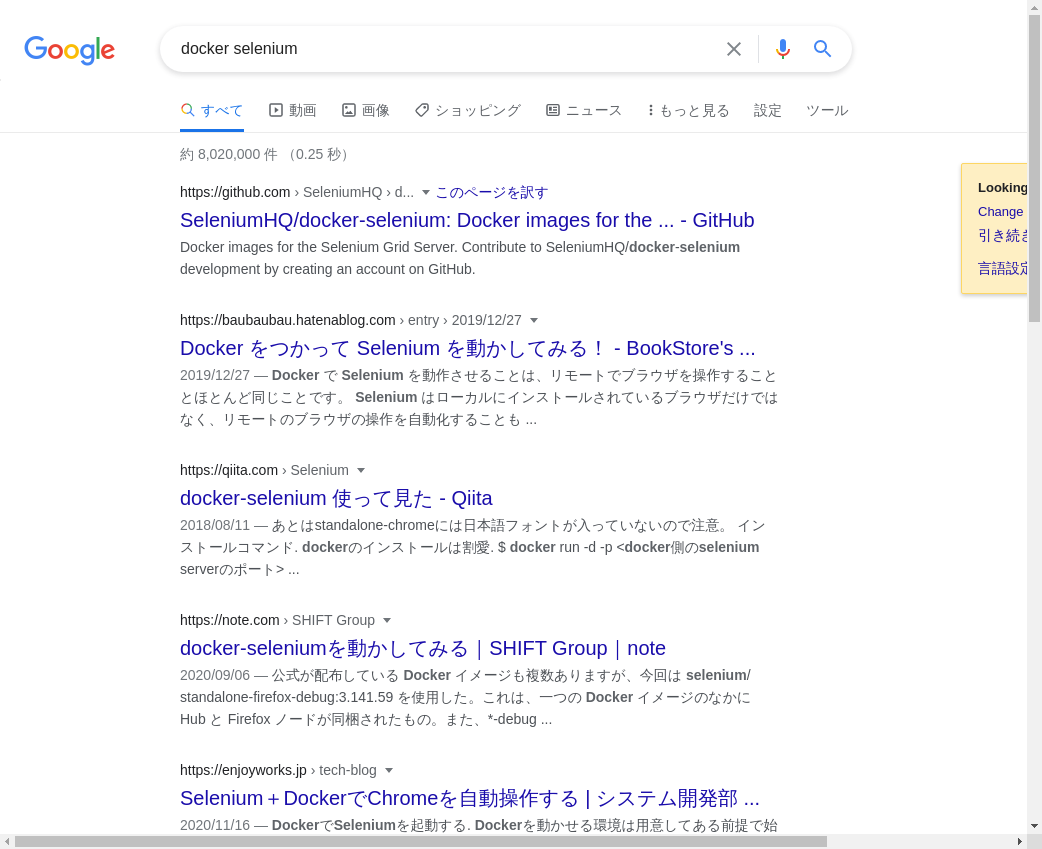 Google
docker selenium
すべて 動画 画像 ショッピング ニュース もっと見る 設定 ツール
約 8,020,000 件 （0.25 秒）
https://github.com › SeleniumHQ › d... このページを訳す
SeleniumHQ/docker-selenium: Docker images for the ... - GitHub
Docker images for the Selenium Grid Server. Contribute to SeleniumHQ/docker-selenium
development by creating an account on GitHub.
Looking
Change
引き続き
言語設定
https://baubaubau.hatenablog.com › entry › 2019/12/27
Docker をつかって Selenium を動かしてみる！ - BookStore's ...
2019/12/27 — Docker で Selenium を動作させることは、リモートでブラウザを操作すること
とほとんど同じことです。 Selenium はローカルにインストールされているブラウザだけでは
なく、リモートのブラウザの操作を自動化することも ...
https://qiita.com › Selenium
docker-selenium 使って見た - Qiita
2018/08/11 — あとはstandalone-chromeには日本語フォントが入っていないので注意。 イン
ストールコマンド. dockerのインストールは割愛. $ docker run -d -p <docker側のselenium
serverのポート> ...
https://note.com › SHIFT Group
docker-seleniumを動かしてみる｜SHIFT Group｜note
2020/09/06 — 公式が配布している Docker イメージも複数ありますが、今回は selenium/
standalone-firefox-debug:3.141.59 を使用した。これは、一つの Docker イメージのなかに
Hub と Firefox ノードが同梱されたもの。また、*-debug ...
https://enjoyworks.jp › tech-blog
Selenium＋DockerでChromeを自動操作する | システム開発部 ...
2020/11/16 — DockerでSeleniumを起動する. Dockerを動かせる環境は用意してある前提で始